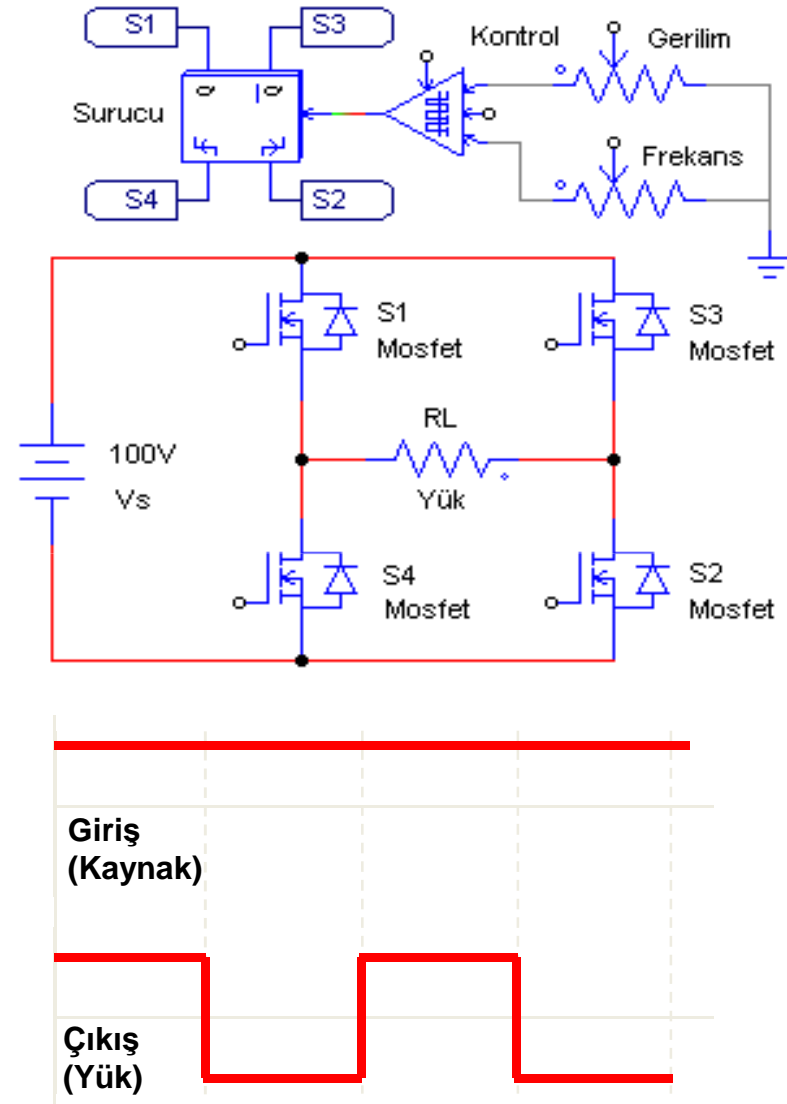 S1
S3
Kontrol
Gerilim
Surucu
Frekans
S4
S2
S1
Mosfet
S3
Mosfet
RL
100V
Vs
Yük
S4
Mosfet
S2
Mosfet
Giriş
(Kaynak)
Çıkış
(Yük)